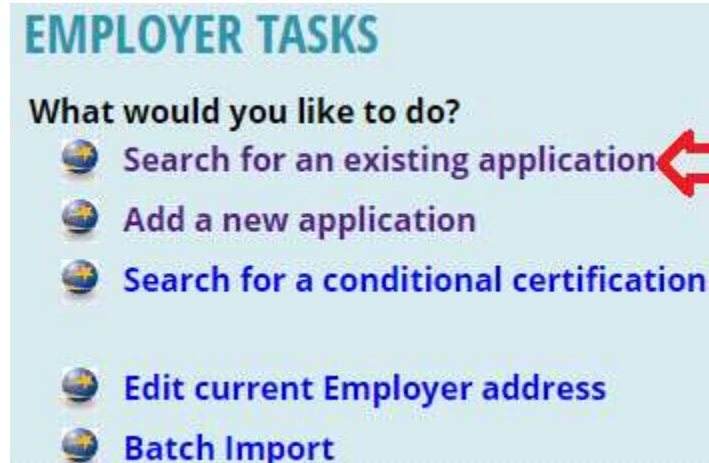 EMPLOYER TASKS
What would you like to do?
Search for an existing application
Add a new application
Search for a conditional certification
Edit current Employer address
Batch Import